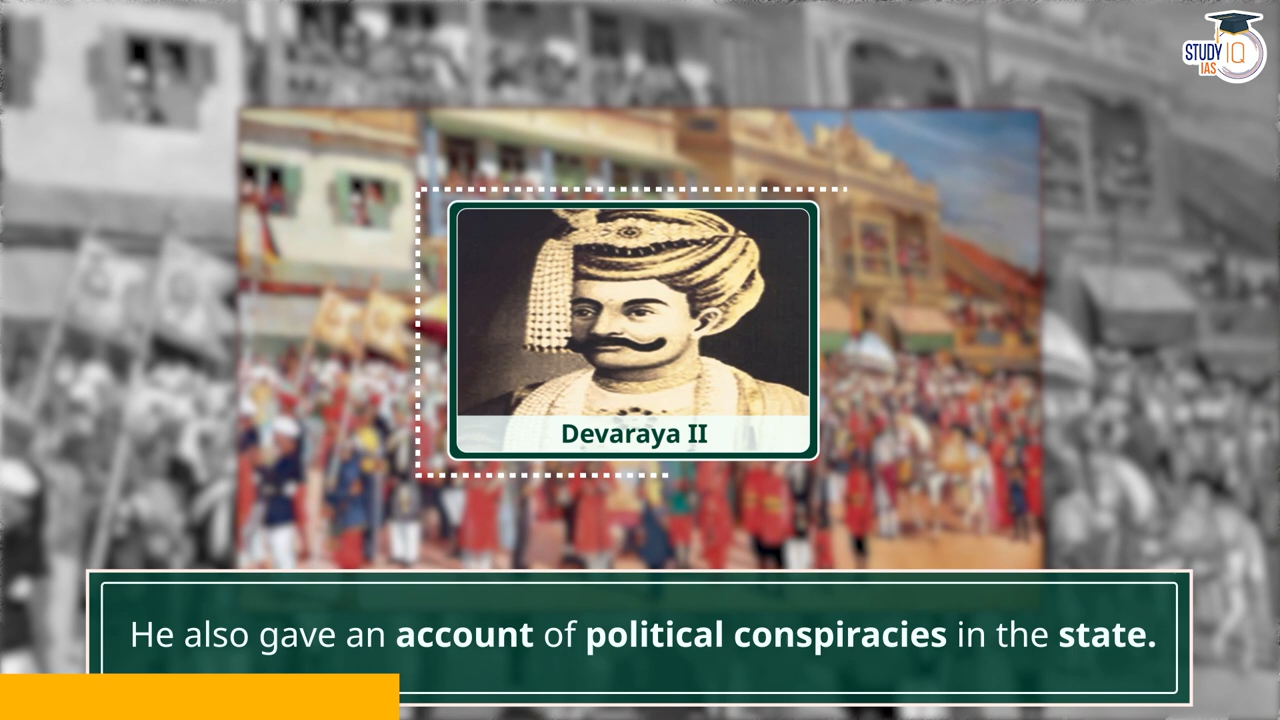 STUDY IQ
IAS
Devaraya II
He also gave an account of political conspiracies in the state.